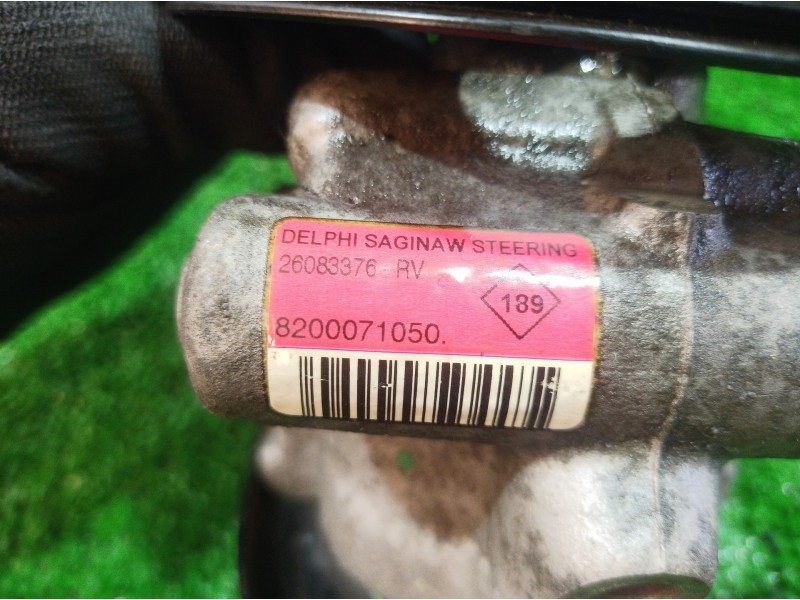 DELPHI SAGINAW STEERING
26083376 RV
189
8200071050.